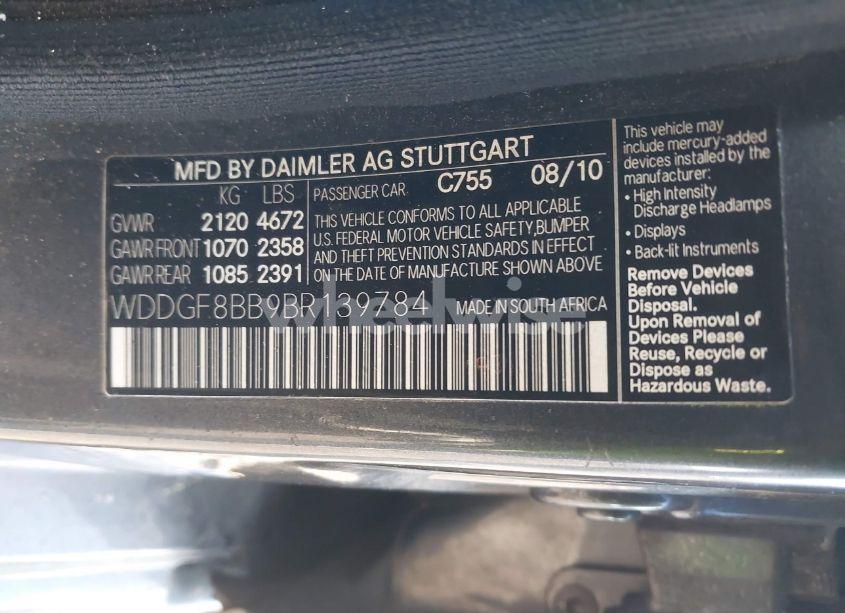 MFD BY DAIMLER AG STUTTGART
KG LBS
GVWR 2120 4672
GAWR FRONT 1070 2358
GAWR REAR 1085 2391
PASSENGER CAR C755 08/10
THIS VEHICLE CONFORMS TO ALL APPLICABLE
U.S. FEDERAL MOTOR VEHICLE SAFETY,BUMPER
AND THEFT PREVENTION STANDARDS IN EFFECT
ON THE DATE OF MANUFACTURE SHOWN ABOVE
WDDGF8BB9BR139784 MADE IN SOUTH AFRICA
wheelwise
This vehicle may
include mercury-added
devices installed by the
manufacturer:
• High Intensity
Discharge Headlamps
• Displays
• Back-lit Instruments
Remove Devices
Before Vehicle
Disposal.
Upon Removal of
Devices Please
Reuse, Recycle or
Dispose as
Hazardous Waste.